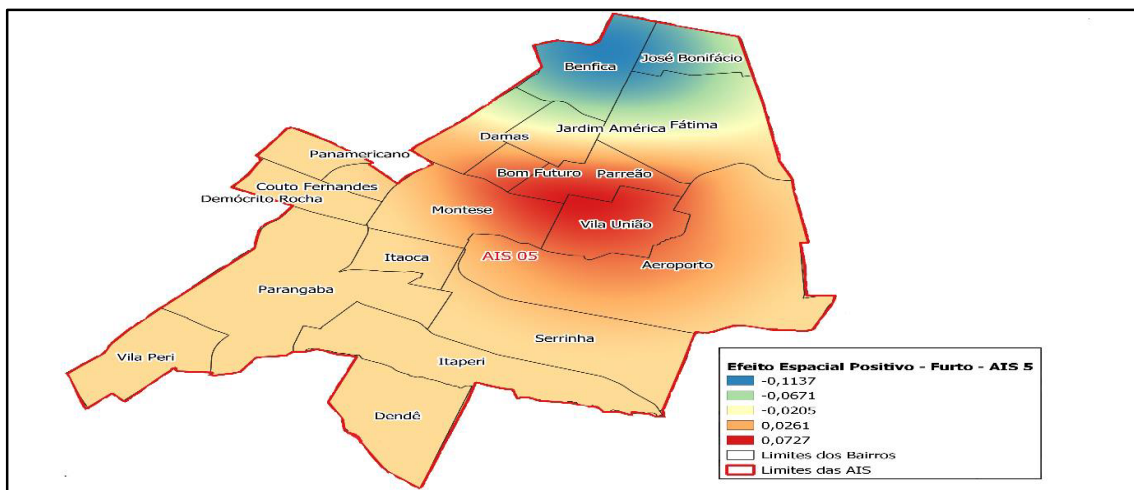 Benfica
José Bonifácio
Damas
Jardim América
Fátima
Panamericano
Bom Futuro
Parreão
Couto Fernandes
Demócrito Rocha
Montese
Vila União
Itaoca
AIS 05
Aeroporto
Parangaba
Serrinha
Vila Peri
Itaperi
Dendê
Efeito Espacial Positivo - Furto - AIS 5
-0,1137
-0,0671
-0,0205
0,0261
0,0727
Limites dos Bairros
Limites das AIS